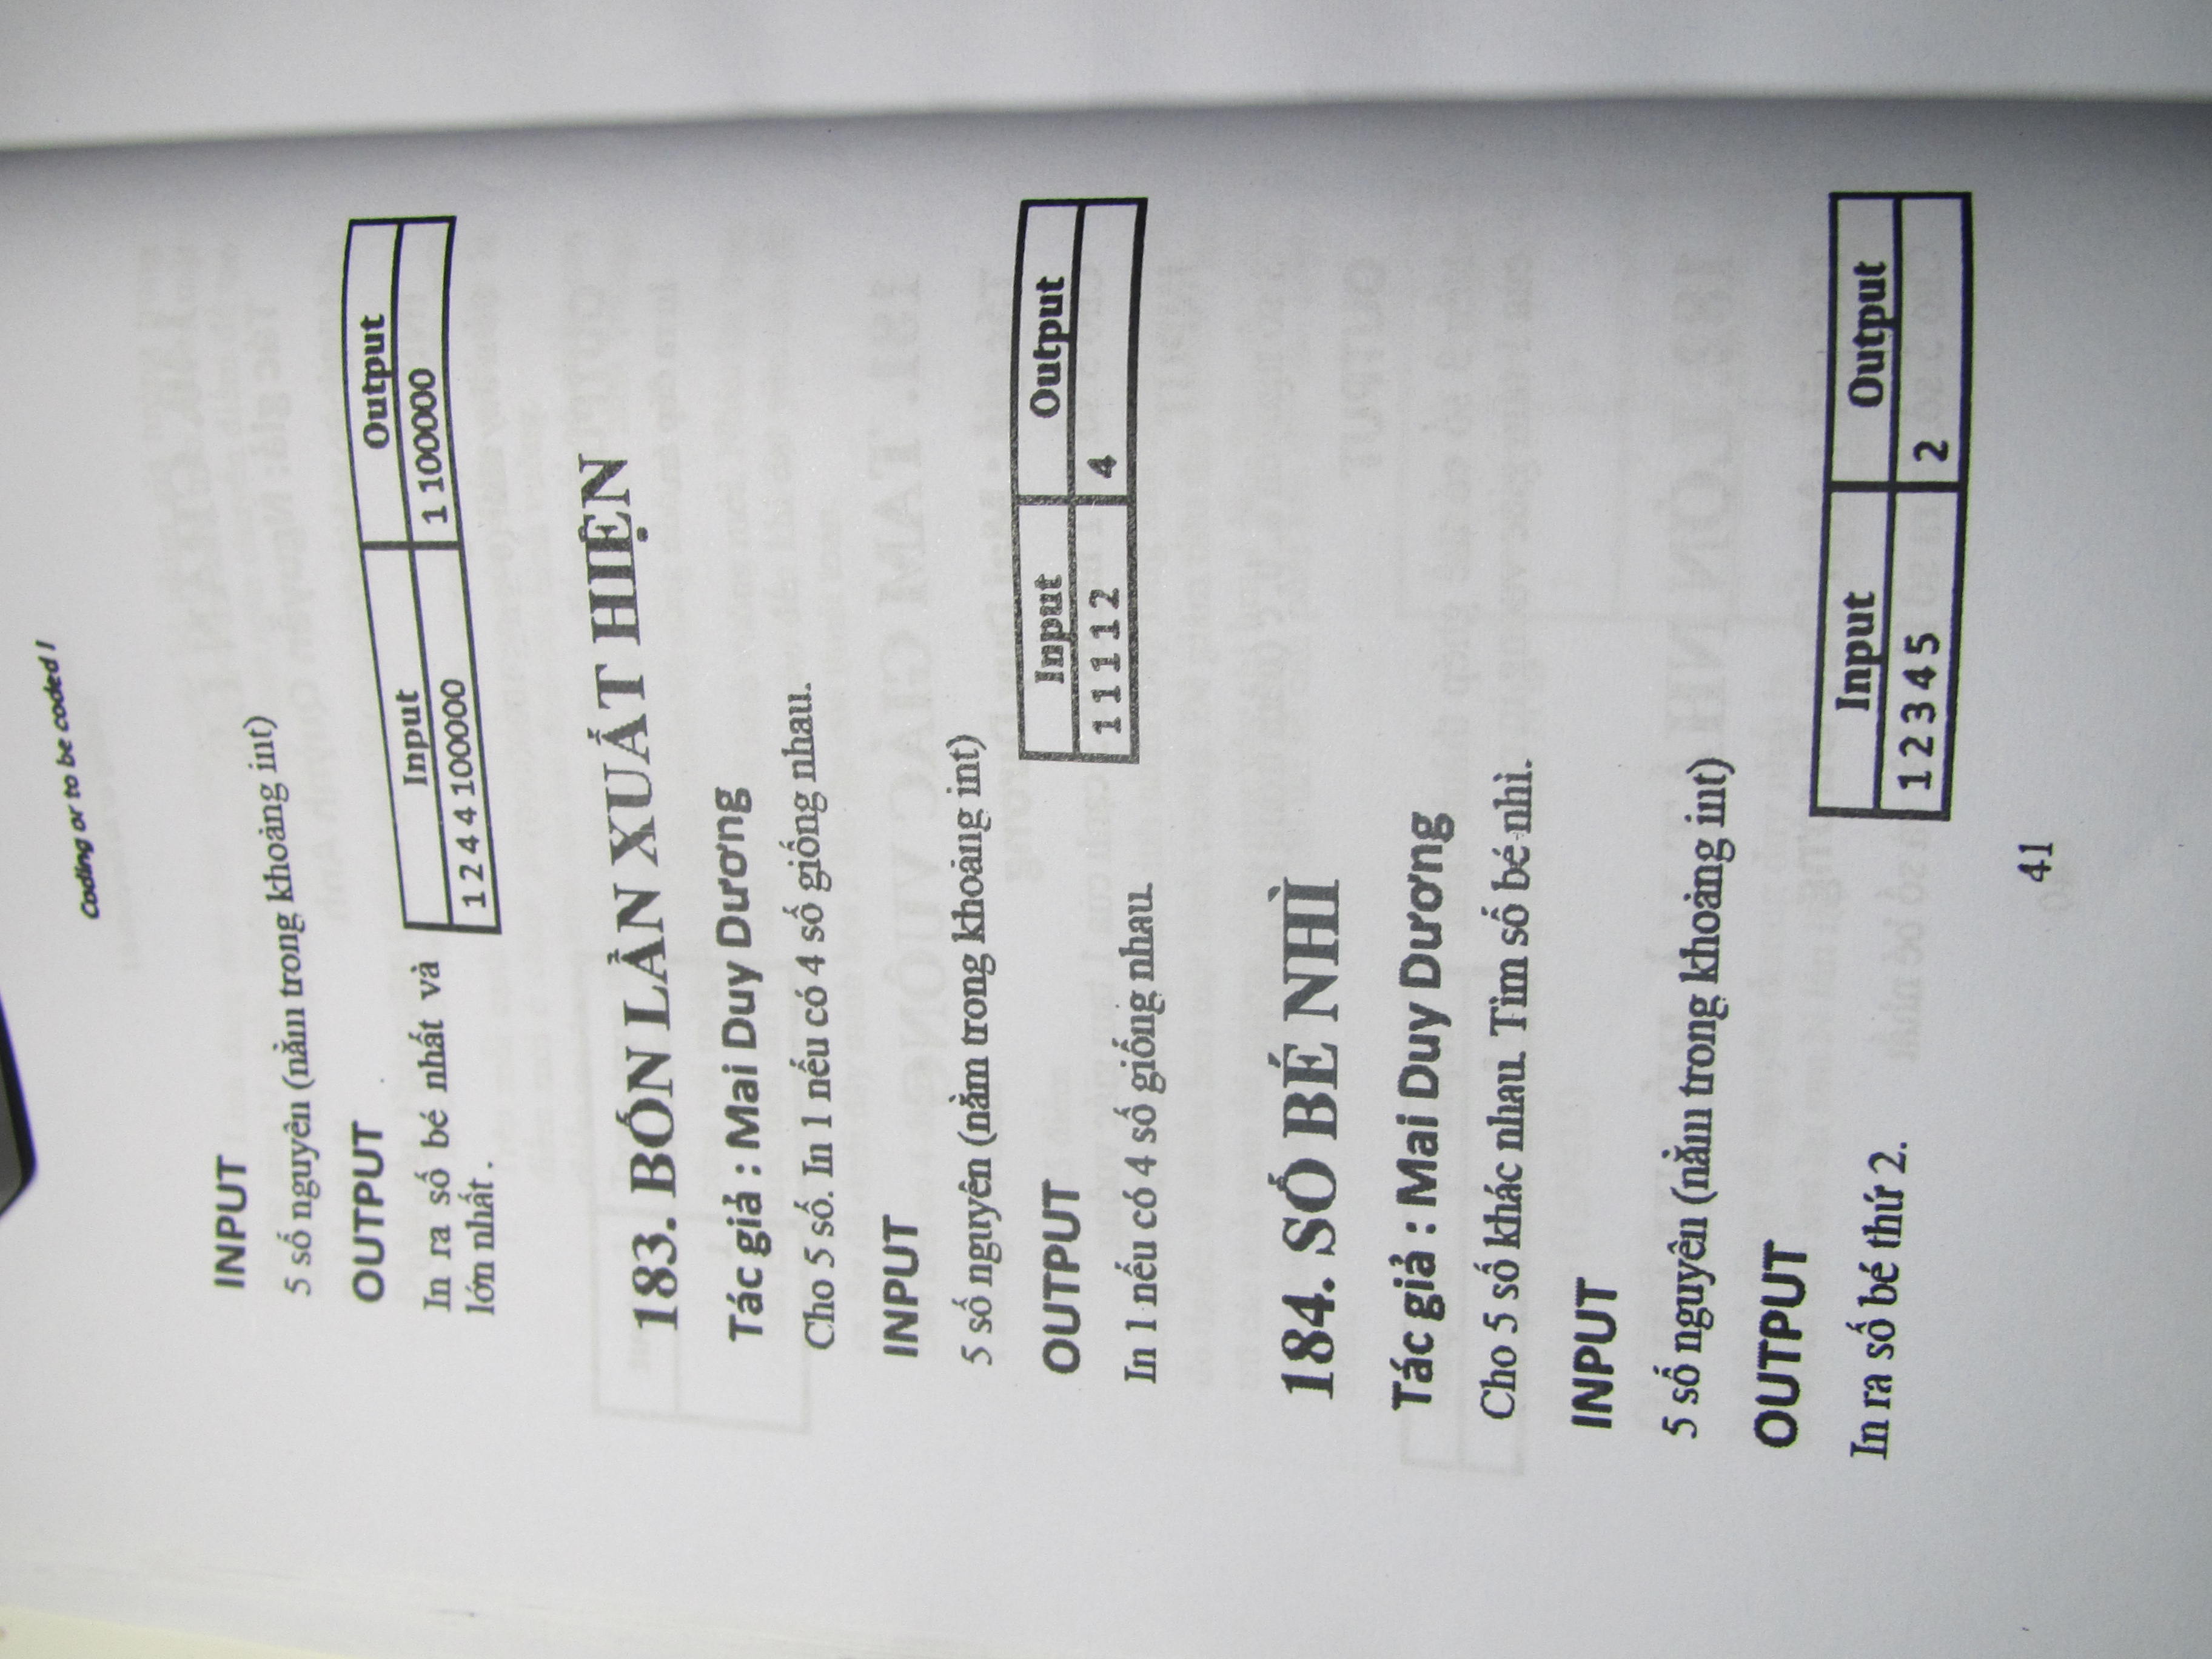 Coding or to be coded !
INPUT
5 số nguyên (nằm trong khoảng int)
OUTPUT
In ra số bé nhất và
lớn nhất .
Input Output
1 2 4 4 100000 1 100000
183. BỐN LẦN XUẤT HIỆN
Tác giả : Mai Duy Dương
Cho 5 số. In 1 nếu có 4 số giống nhau.
INPUT
5 số nguyên (nằm trong khoảng int)
OUTPUT
In 1 nếu có 4 số giống nhau.
Input Output
1 1 1 1 2 4
184. SỐ BÉ NHÌ
Tác giả : Mai Duy Dương
Cho 5 số khác nhau. Tìm số bé nhì.
INPUT
5 số nguyên (nằm trong khoảng int)
OUTPUT
In ra số bé thứ 2.
Input Output
1 2 3 4 5 2
41